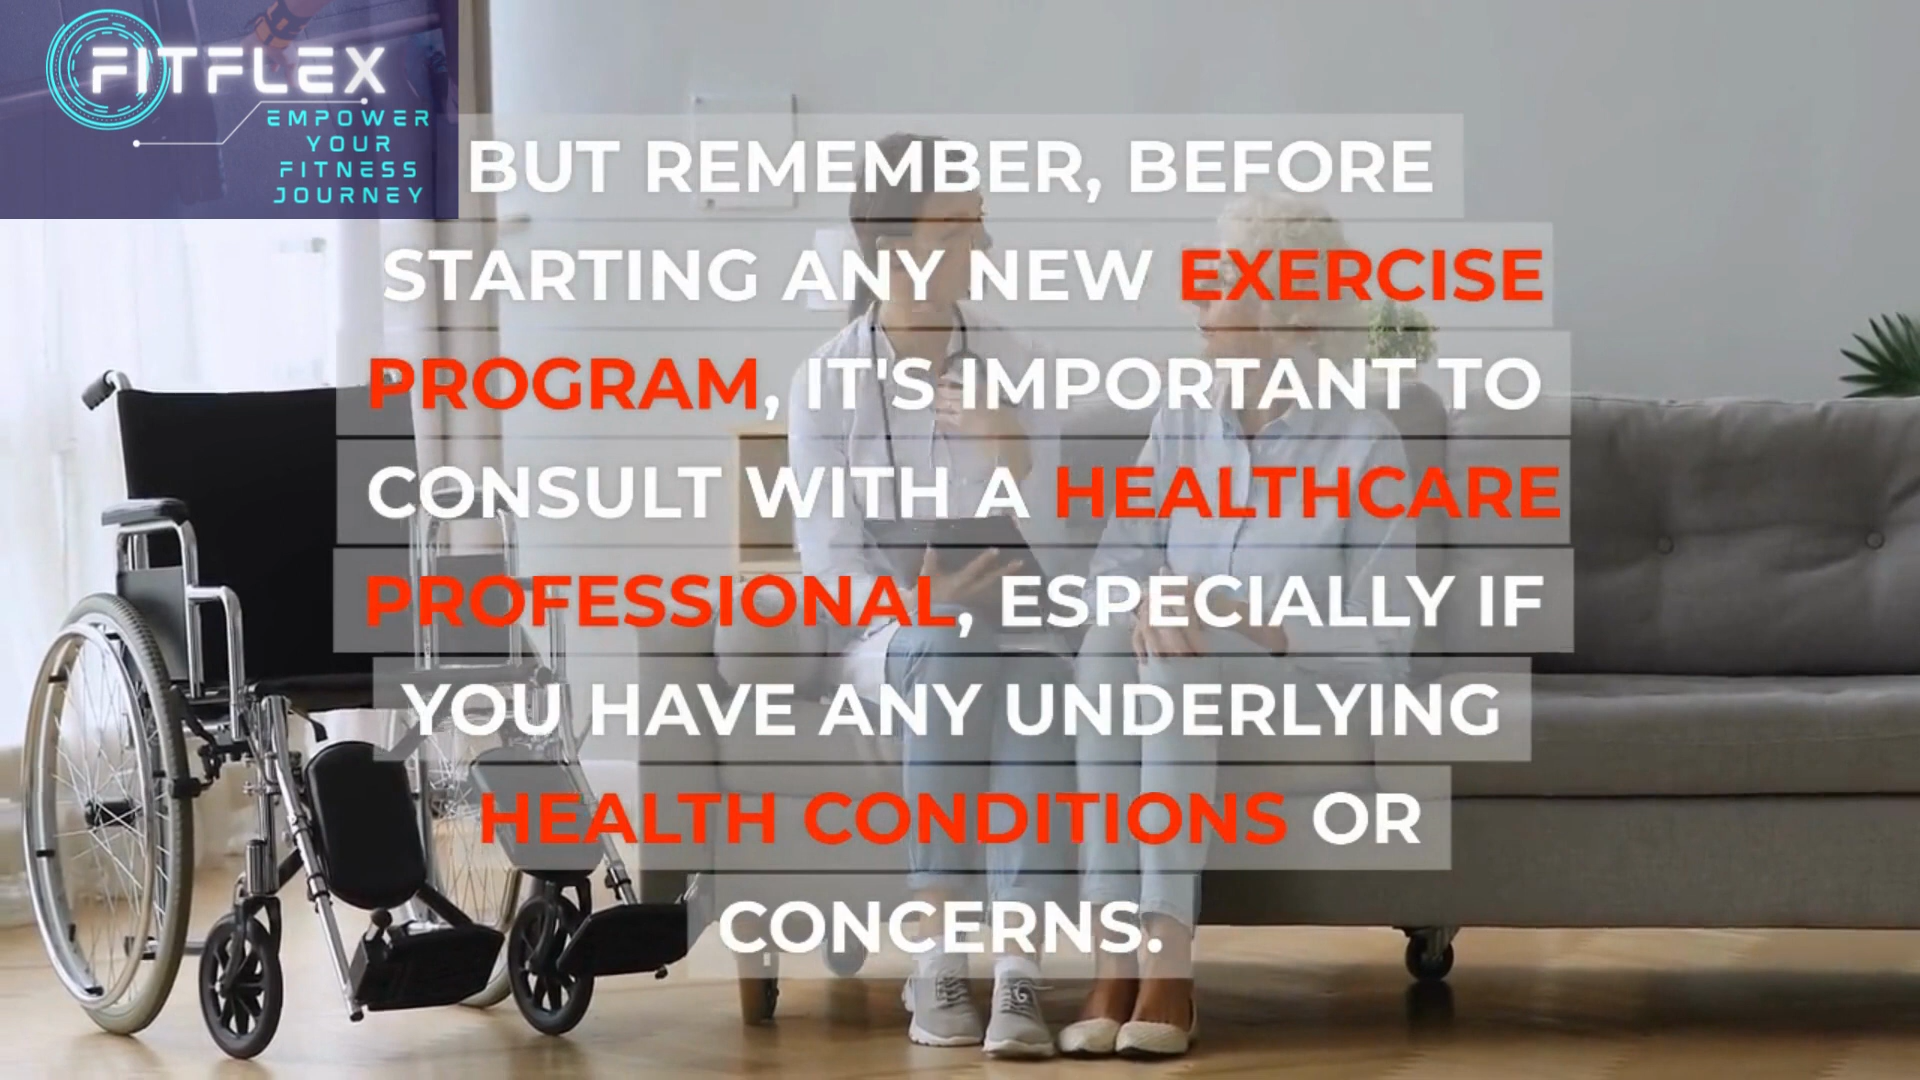 FITFLEX
EMPOWER
YOUR
FITNESS
JOURNEY
BUT REMEMBER, BEFORE
STARTING ANY NEW EXERCISE
PROGRAM, IT'S IMPORTANT TO
CONSULT WITH A HEALTHCARE
PROFESSIONAL, ESPECIALLY IF
YOU HAVE ANY UNDERLYING
HEALTH CONDITIONS OR
CONCERNS.